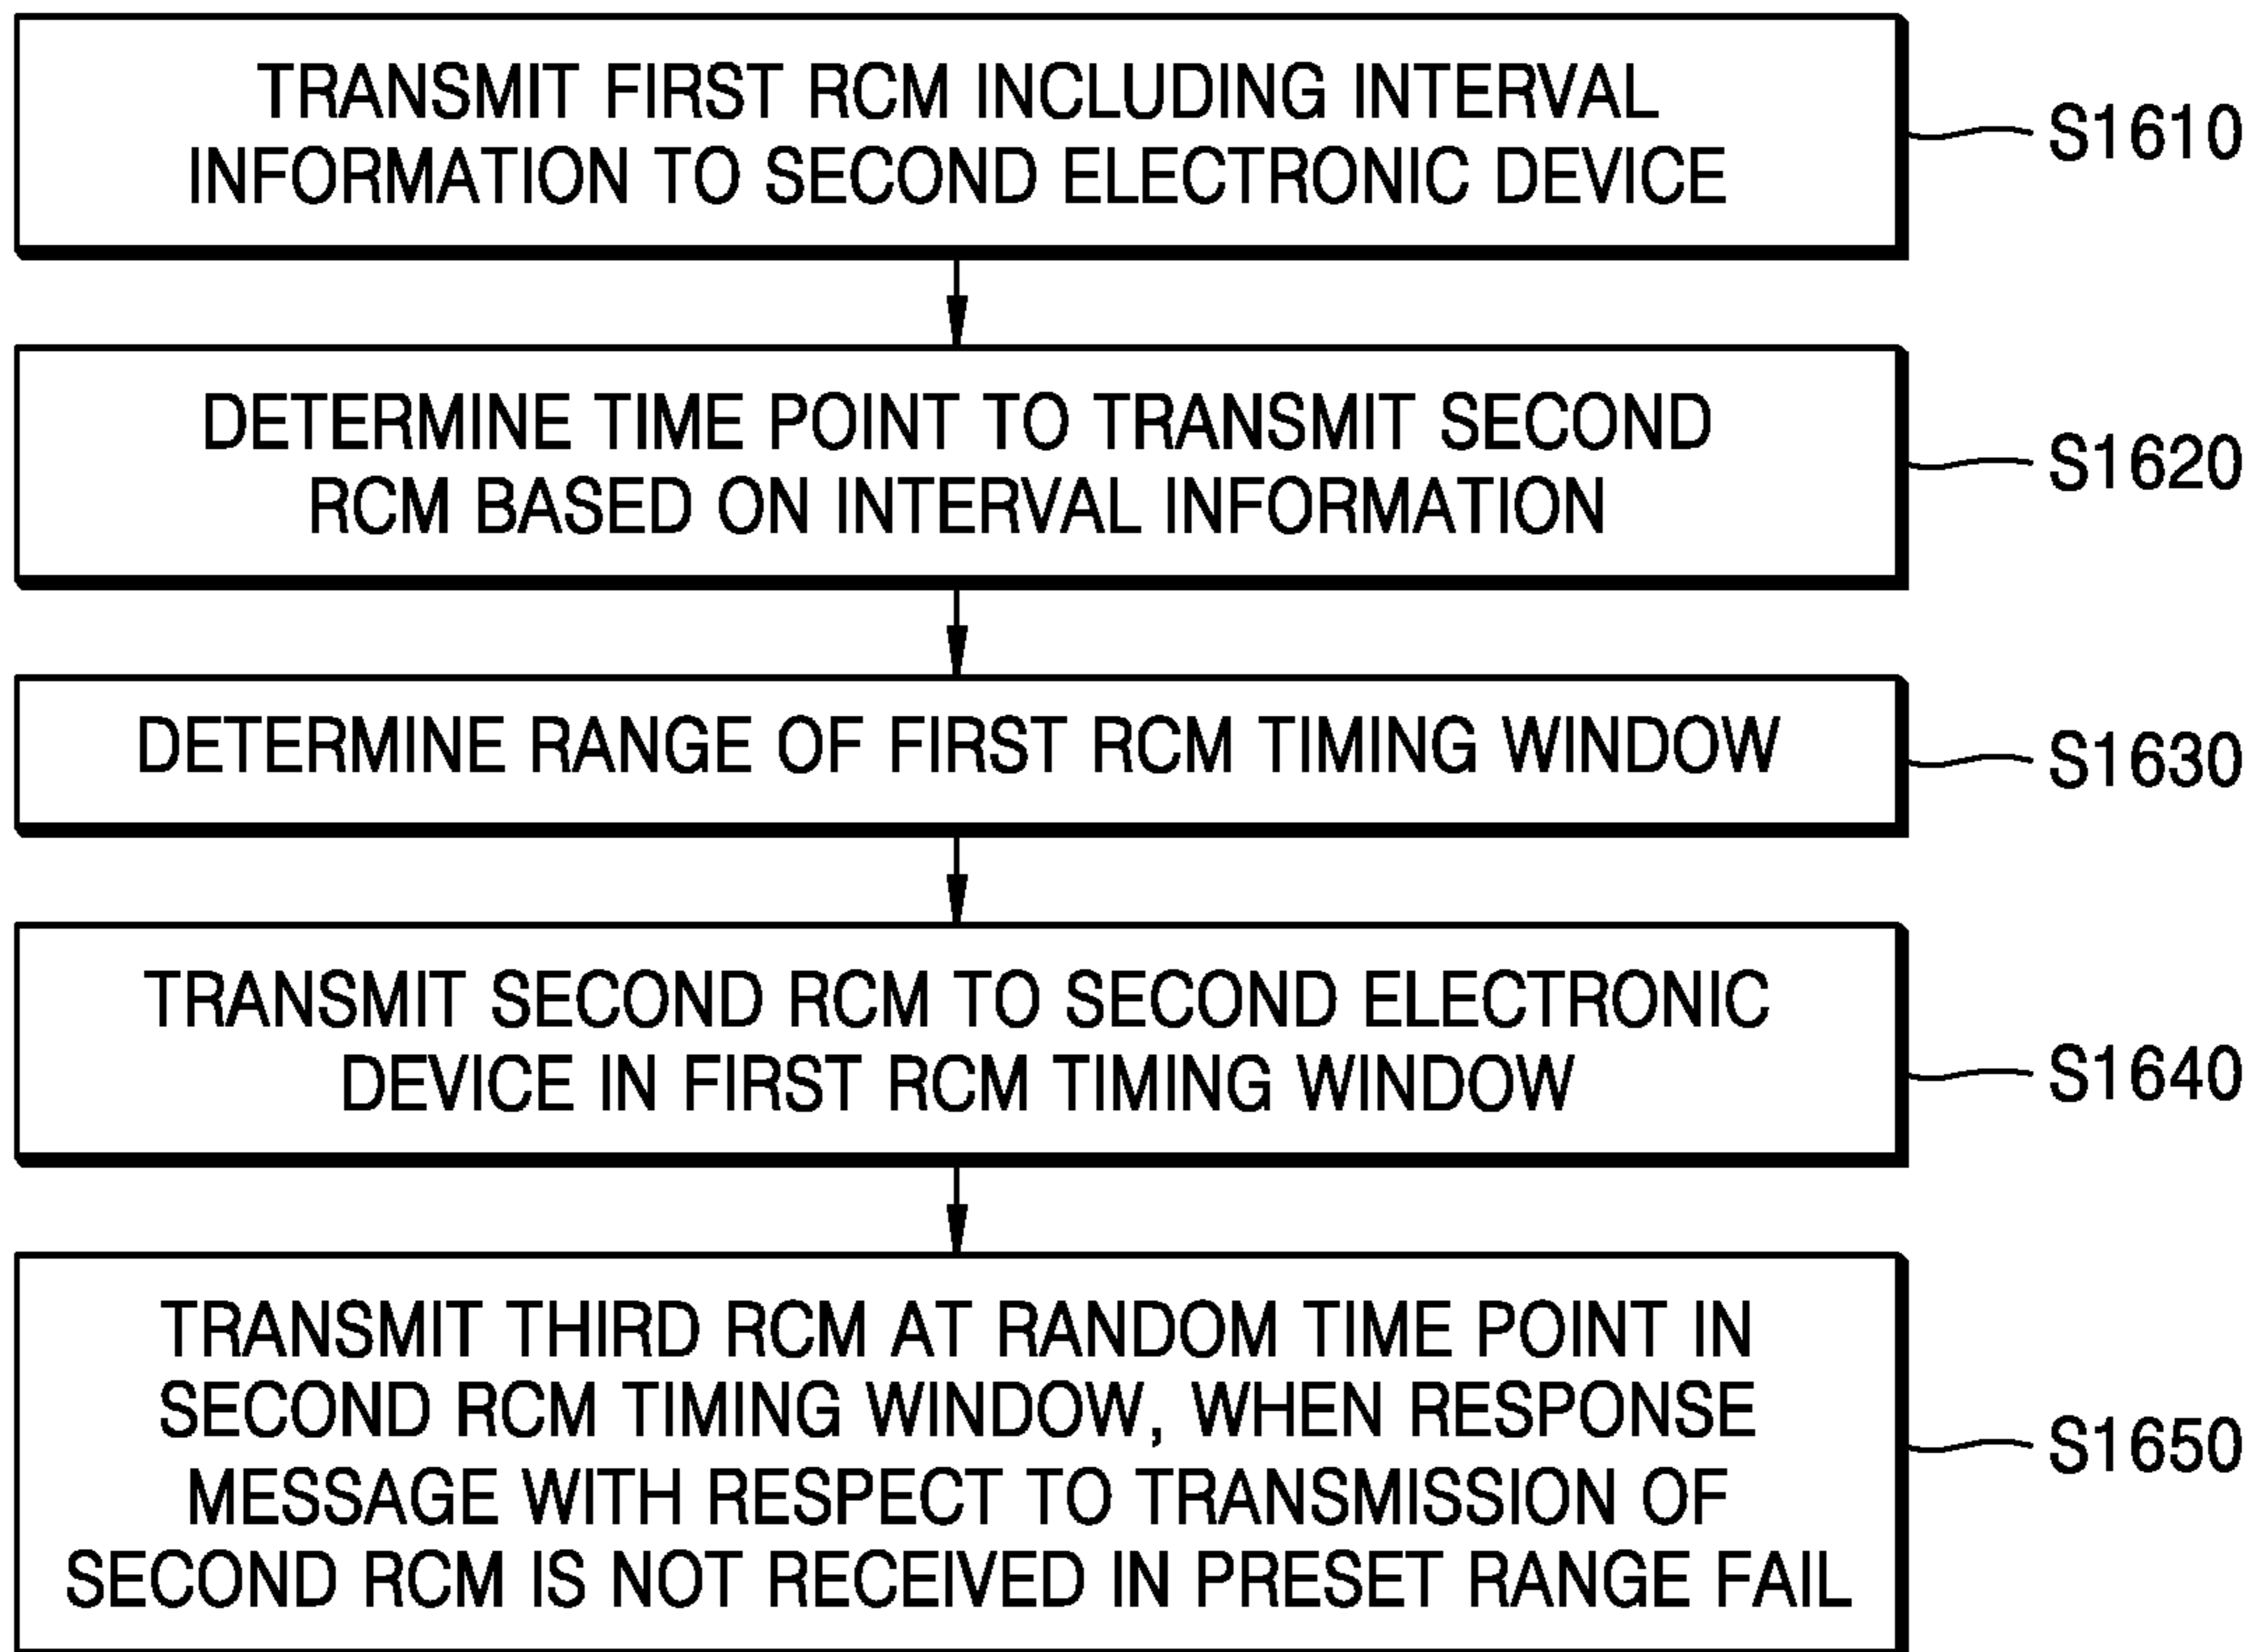 TRANSMIT FIRST RCM INCLUDING INTERVAL
INFORMATION TO SECOND ELECTRONIC DEVICE
S1610
DETERMINE TIME POINT TO TRANSMIT SECOND
RCM BASED ON INTERVAL INFORMATION
S1620
DETERMINE RANGE OF FIRST RCM TIMING WINDOW
S1630
TRANSMIT SECOND RCM TO SECOND ELECTRONIC
DEVICE IN FIRST RCM TIMING WINDOW
S1640
TRANSMIT THIRD RCM AT RANDOM TIME POINT IN
SECOND RCM TIMING WINDOW, WHEN RESPONSE
MESSAGE WITH RESPECT TO TRANSMISSION OF
SECOND RCM IS NOT RECEIVED IN PRESET RANGE FAIL
S1650